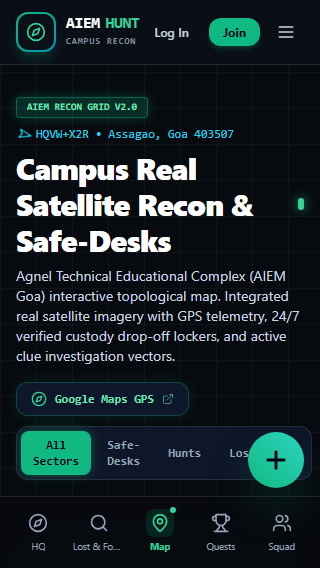 AIEM HUNT
CAMPUS RECON
Log In
Join
AIEM RECON GRID V2.0
HQVW+X2R • Assagao, Goa 403507
Campus Real
Satellite Recon &
Safe-Desks
Agnel Technical Educational Complex (AIEM
Goa) interactive topological map. Integrated
real satellite imagery with GPS telemetry, 24/7
verified custody drop-off lockers, and active
clue investigation vectors.
Google Maps GPS
All
Sectors
Safe-
Desks
Hunts
Los
HQ
Lost & Fo...
Map
Quests
Squad